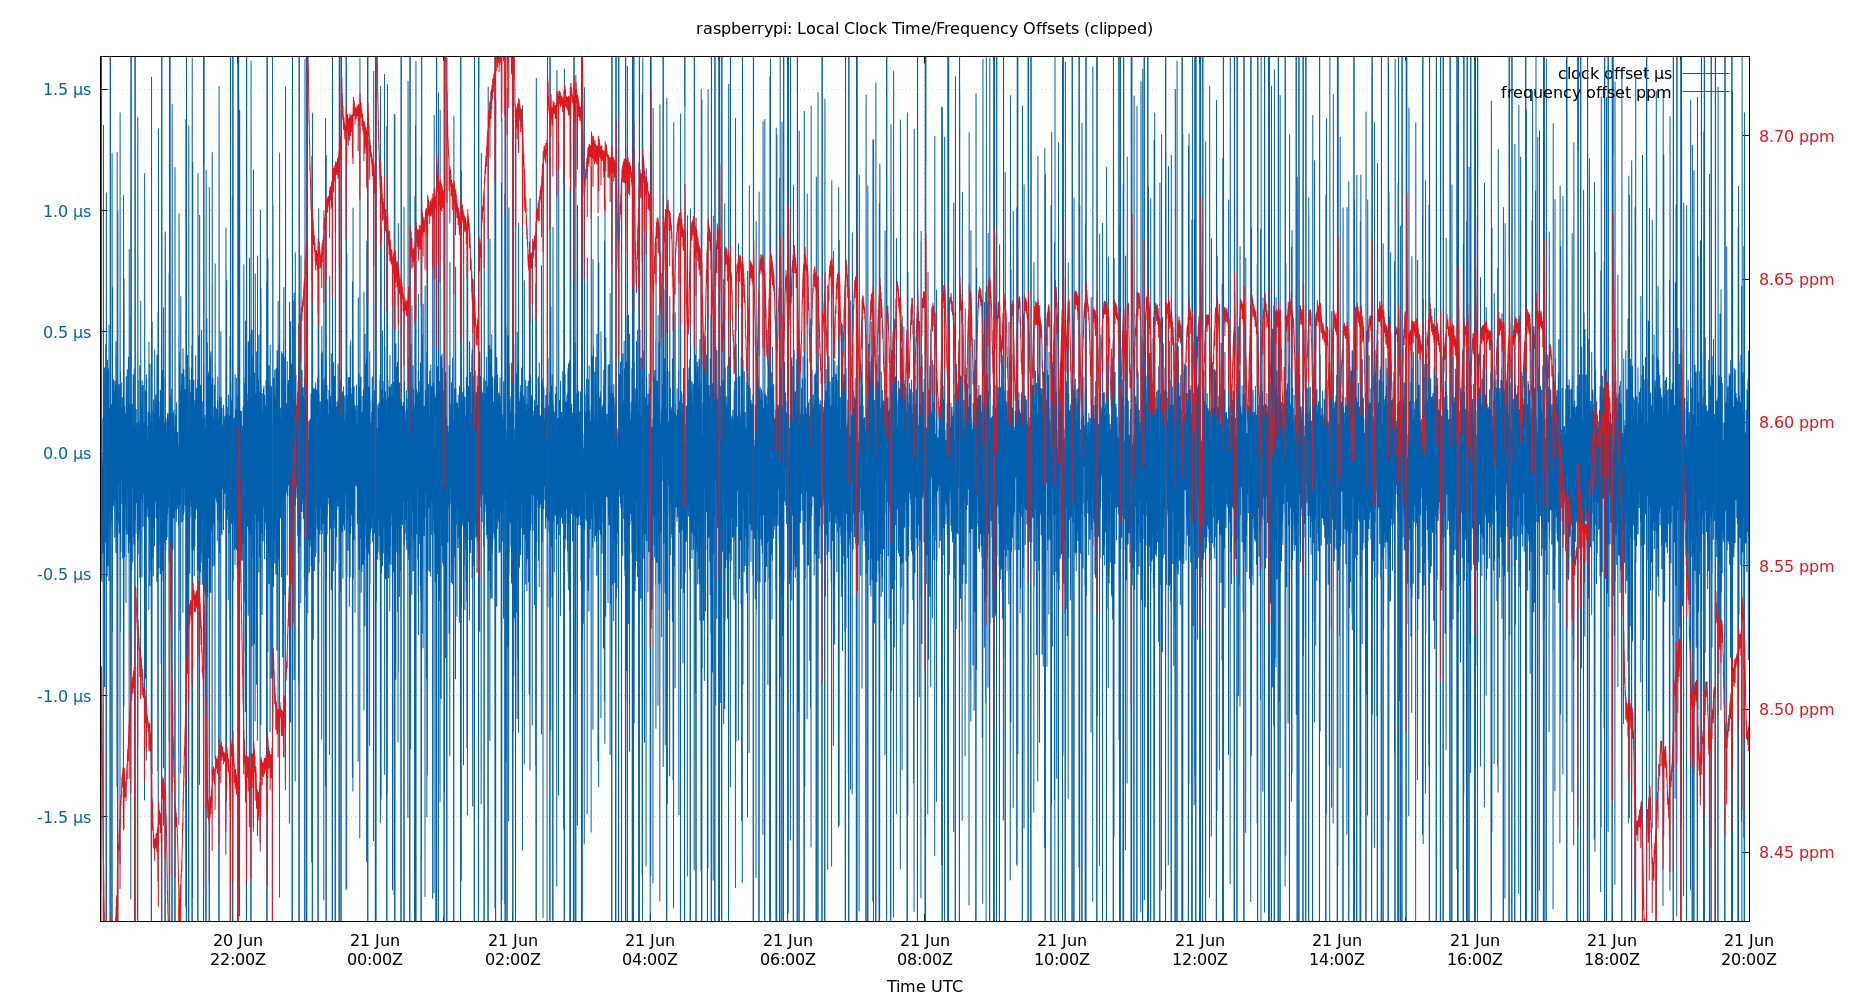 raspberrypi: Local Clock Time/Frequency Offsets (clipped)
clock offset µs
frequency offset ppm
1.5 µs
1.0 µs
0.5 µs
0.0 µs
-0.5 µs
-1.0 µs
-1.5 µs
8.70 ppm
8.65 ppm
8.60 ppm
8.55 ppm
8.50 ppm
8.45 ppm
20 Jun 21 Jun 21 Jun 21 Jun 21 Jun 21 Jun 21 Jun 21 Jun 21 Jun 21 Jun 21 Jun 21 Jun
22:00Z 00:00Z 02:00Z 04:00Z 06:00Z 08:00Z 10:00Z 12:00Z 14:00Z 16:00Z 18:00Z 20:00Z
Time UTC